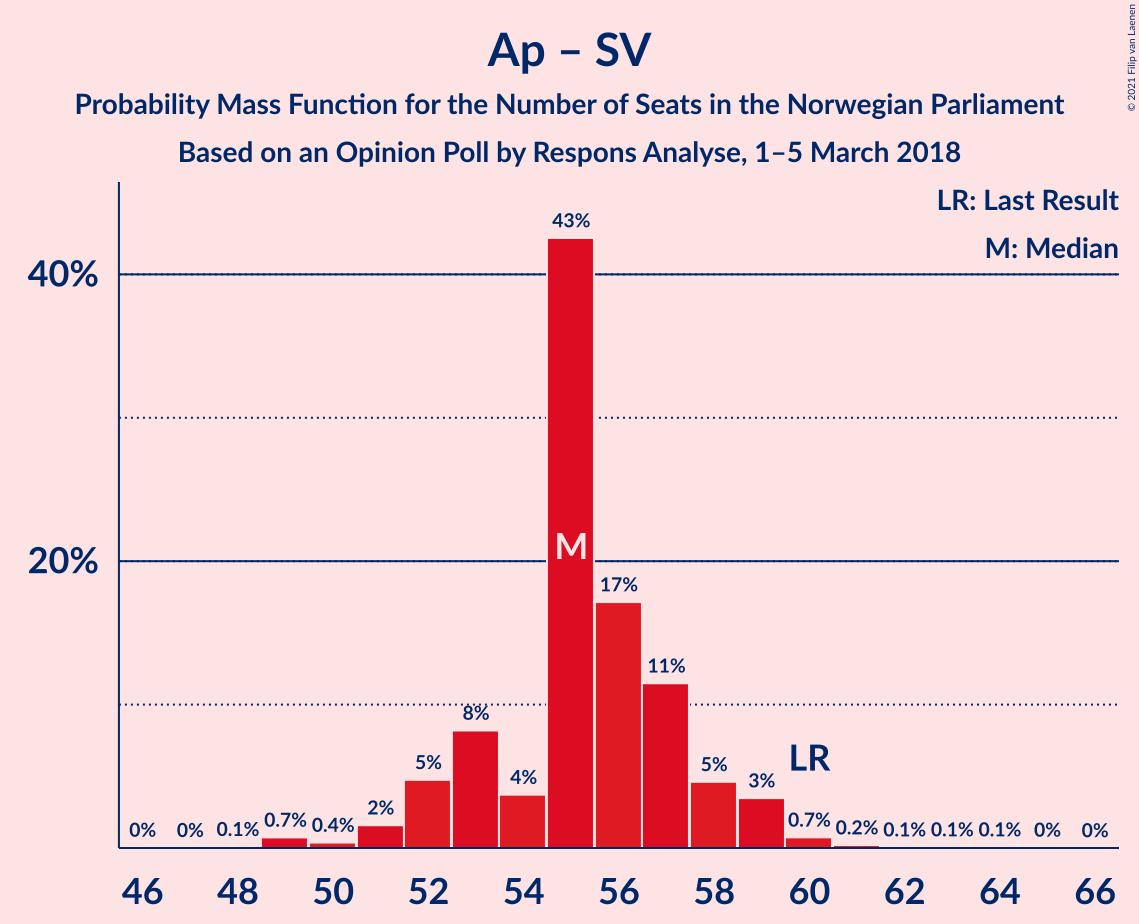 Ap – SV
Probability Mass Function for the Number of Seats in the Norwegian Parliament
Based on an Opinion Poll by Respons Analyse, 1–5 March 2018
© 2021 Filip van Laenen
LR: Last Result
M: Median
40%
20%
0%
0%
0.1%
0.7%
0.4%
2%
5%
8%
4%
43%
M
17%
11%
5%
3%
LR
0.7%
0.2%
0.1%
0.1%
0.1%
0%
0%
46 48 50 52 54 56 58 60 62 64 66